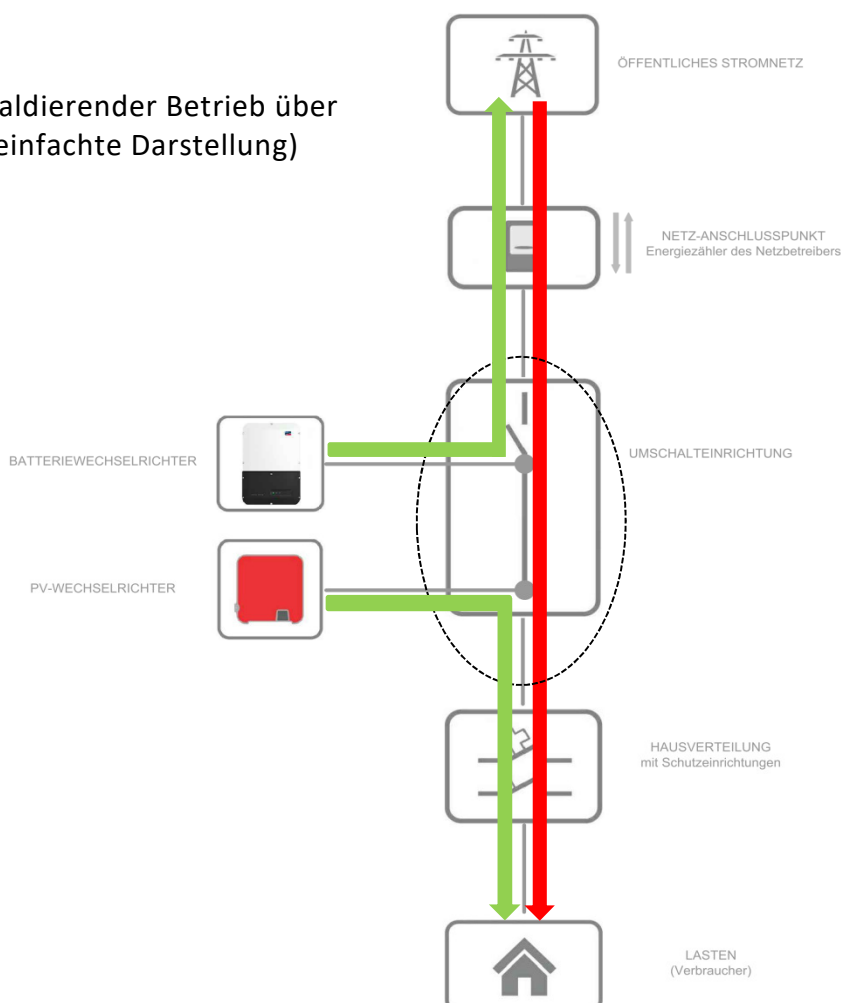 ÖFFENTLICHES STROMNETZ
aldierender Betrieb über
einfachte Darstellung)
NETZ-ANSCHLUSSPUNKT
Energiezähler des Netzbetreibers
BATTERIEWECHSELRICHTER
UMSCHALTEINRICHTUNG
PV-WECHSELRICHTER
HAUSVERTEILUNG
mit Schutzeinrichtungen
LASTEN
(Verbraucher)